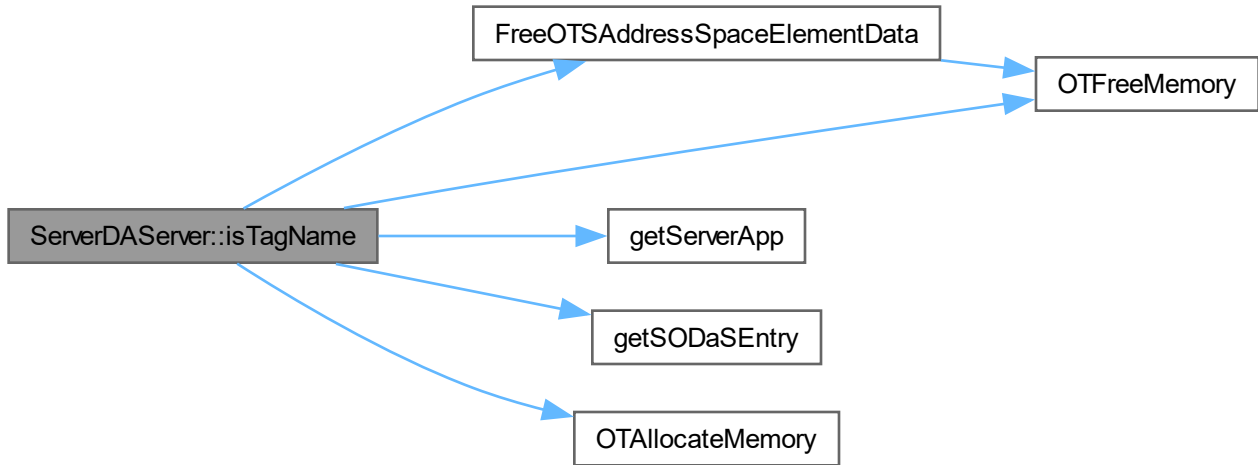 FreeOTSAddressSpaceElementData
OTFreeMemory
ServerDAServer::isTagName
getServerApp
getSODaSEntry
OTAllocateMemory